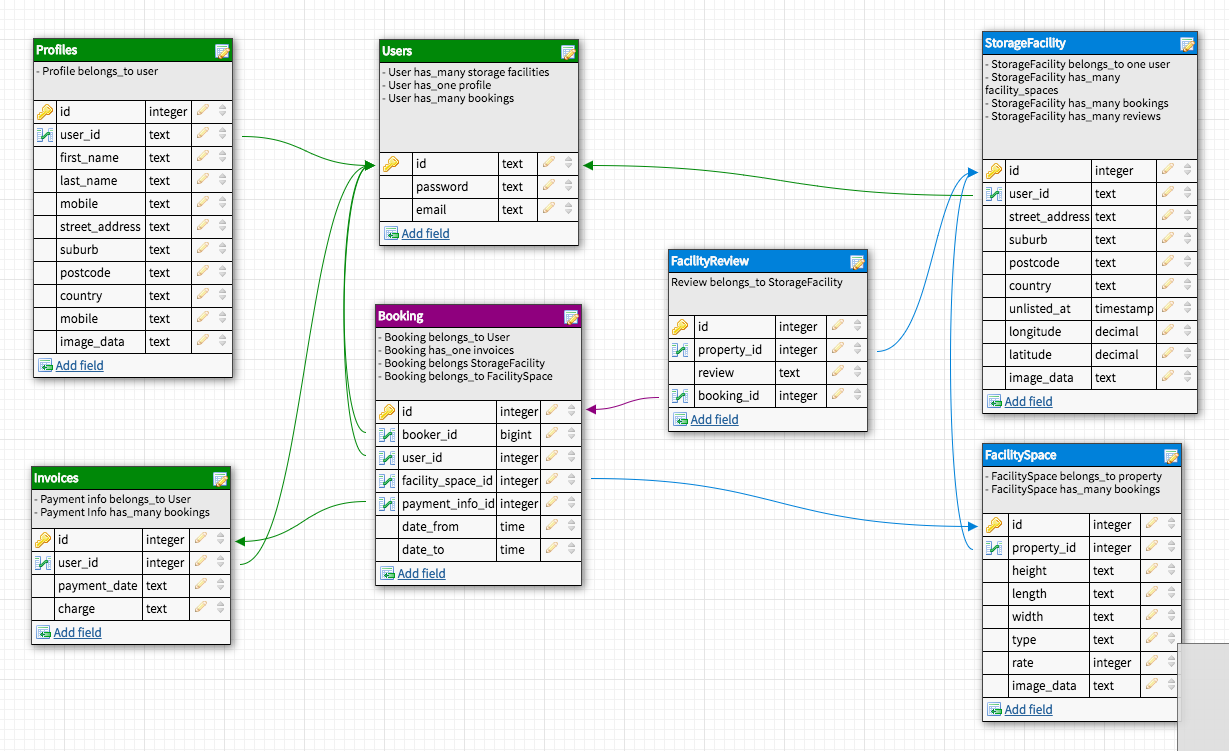 Profiles
- Profile belongs_to user
id integer
user_id text
first_name text
last_name text
mobile text
street_address text
suburb text
postcode text
country text
mobile text
image_data text
Add field
Users
- User has_many storage facilities
- User has_one profile
- User has_many bookings
id text
password text
email text
Add field
StorageFacility
- StorageFacility belongs_to one user
- StorageFacility has_many
facility_spaces
- StorageFacility has_many bookings
- StorageFacility has_many reviews
id integer
user_id text
street_address text
suburb text
postcode text
country text
unlisted_at timestamp
longitude decimal
latitude decimal
image_data text
Add field
FacilityReview
Review belongs_to StorageFacility
id integer
property_id integer
review text
booking_id integer
Add field
Booking
- Booking belongs_to User
- Booking has_one invoices
- Booking belongs StorageFacility
- Booking belongs_to FacilitySpace
id integer
booker_id bigint
user_id integer
facility_space_id integer
payment_info_id integer
date_from time
date_to time
Add field
Invoices
- Payment info belongs_to User
- Payment Info has_many bookings
id integer
user_id integer
payment_date text
charge text
Add field
FacilitySpace
- FacilitySpace belongs_to property
- FacilitySpace has_many bookings
id integer
property_id integer
height text
length text
width text
type text
rate integer
image_data text
Add field